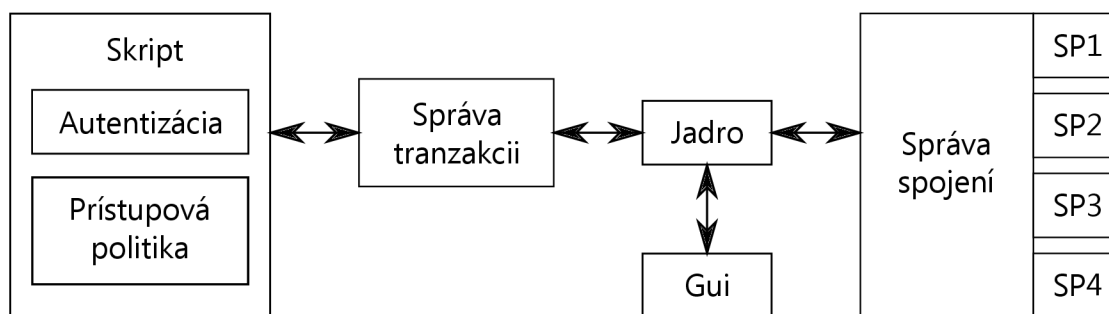 Skript
Autentizácia
Prístupová
politika
Správa
tranzakcii
Jadro
Gui
Správa
spojení
SP1
SP2
SP3
SP4